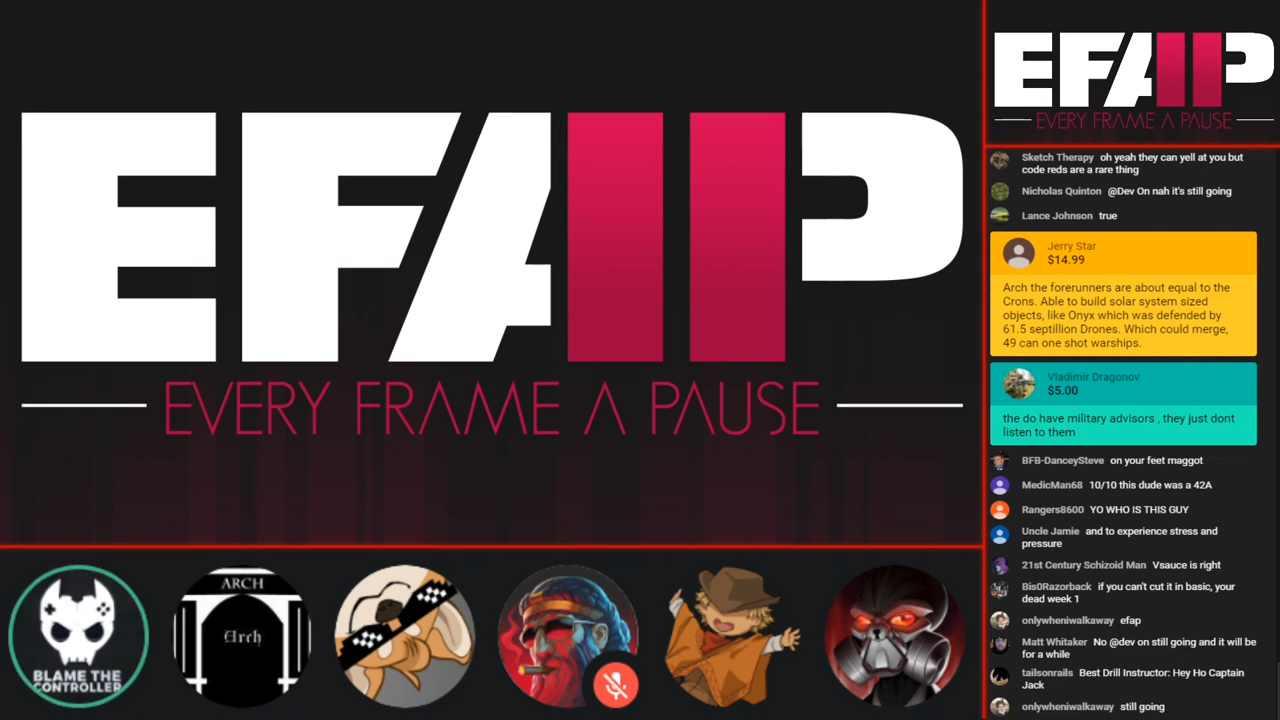 EFAP
EVERY FRAME A PAUSE
BLAME THE
CONTROLLER
ARCH
Arch
EFAP
EVERY FRAME A PAUSE
Sketch Therapy oh yeah they can yell at you but
code reds are a rare thing
Nicholas Quinton @Dev On nah it's still going
Lance Johnson true
Jerry Star
$14.99
Arch the forerunners are about equal to the
Crons. Able to build solar system sized
objects, like Onyx which was defended by
61.5 septillion Drones. Which could merge,
49 can one shot warships.
Vladimir Dragonov
$5.00
the do have military advisors , they just dont
listen to them
BFB-DanceySteve on your feet maggot
MedicMan68 10/10 this dude was a 42A
Rangers8600 YO WHO IS THIS GUY
Uncle Jamie and to experience stress and
pressure
21st Century Schizoid Man Vsauce is right
Bis0Razorback if you can't cut it in basic, your
dead week 1
onlywheniwalkaway efap
Matt Whitaker No @dev on still going and it will be
for a while
tailsonrails Best Drill Instructor: Hey Ho Captain
Jack
onlywheniwalkaway still going